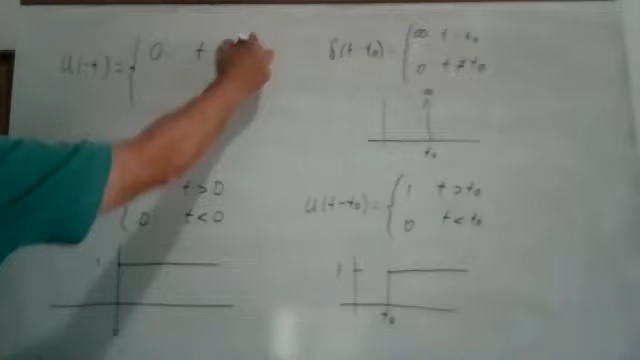 u(-t) = { 0 t
δ(t-t₀) { ∞ t = t₀
0 t ≠ t₀
∞
t₀
t > 0
0 t < 0
u(t-t₀) = { 1 t > t₀
0 t < t₀
1
1
t₀